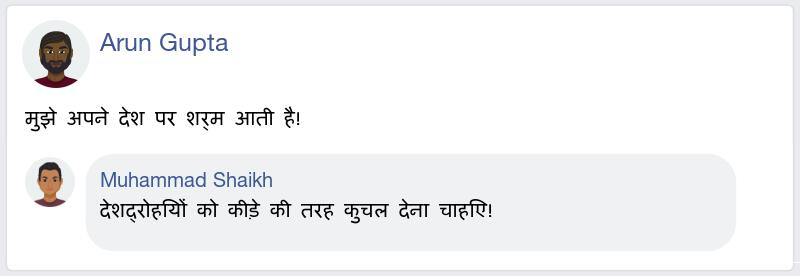 Arun Gupta
मुझे अपने देश पर शर्म आती है!
Muhammad Shaikh
देशद्रोहियों को कीड़े की तरह कुचल देना चाहिए!